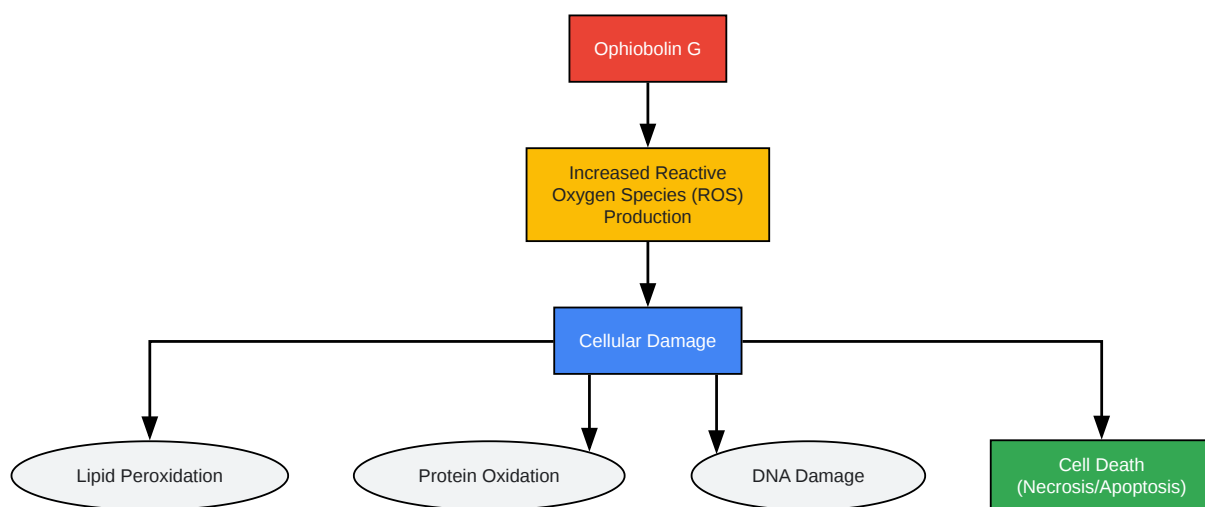 Ophiobolin G
Increased Reactive
Oxygen Species (ROS)
Production
Cellular Damage
Lipid Peroxidation
Protein Oxidation
DNA Damage
Cell Death
(Necrosis/Apoptosis)